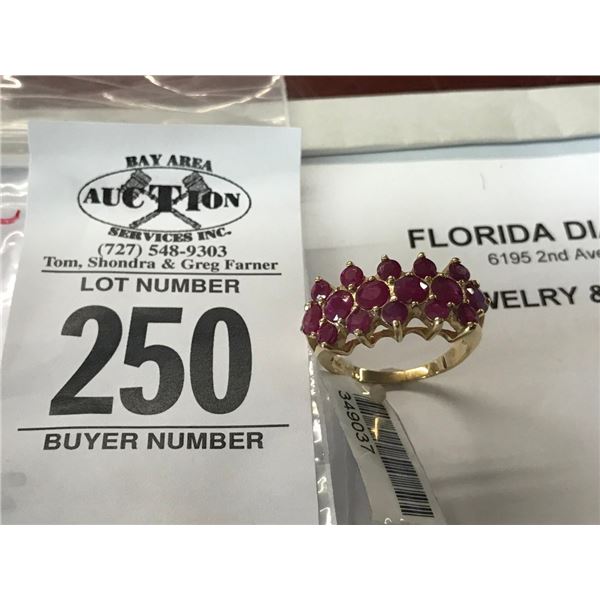 BAY AREA
AUCTION
SERVICES INC.
(727) 548-9303
Tom, Shondra & Greg Farner
LOT NUMBER
250
BUYER NUMBER
FLORIDA DIA
6195 2nd Ave
WELRY &
349037